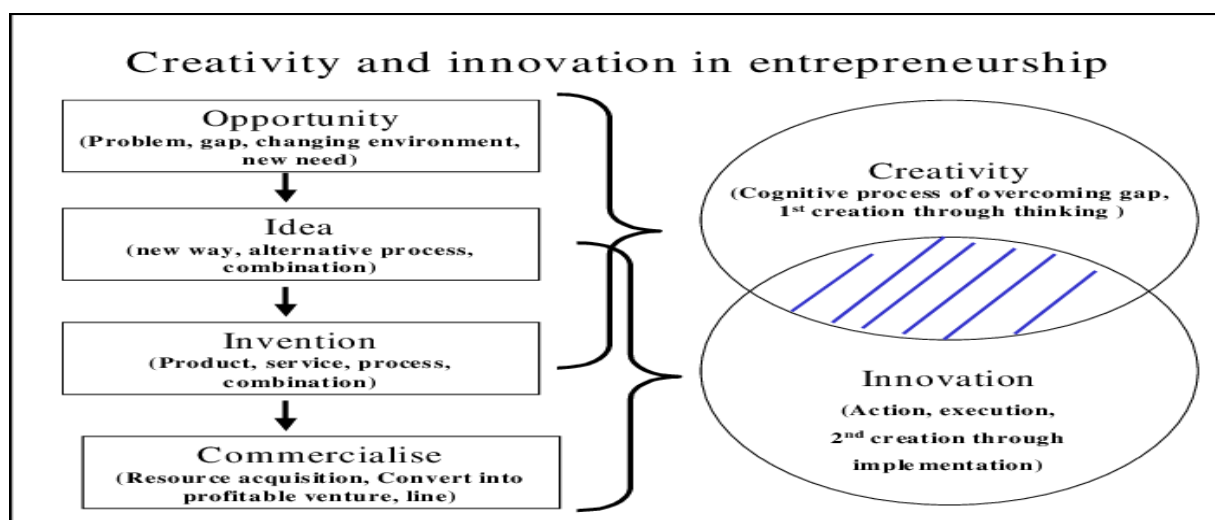 Creativity and innovation in entrepreneurship
Opportunity
(Problem, gap, changing environment,
new need)
Idea
(new way, alternative process,
combination)
Invention
(Product, service, process,
combination)
Commercialise
(Resource acquisition, Convert into
profitable venture, line)
Creativity
(Cognitive process of overcoming gap,
1st creation through thinking )
Innovation
(Action, execution,
2nd creation through
implementation)